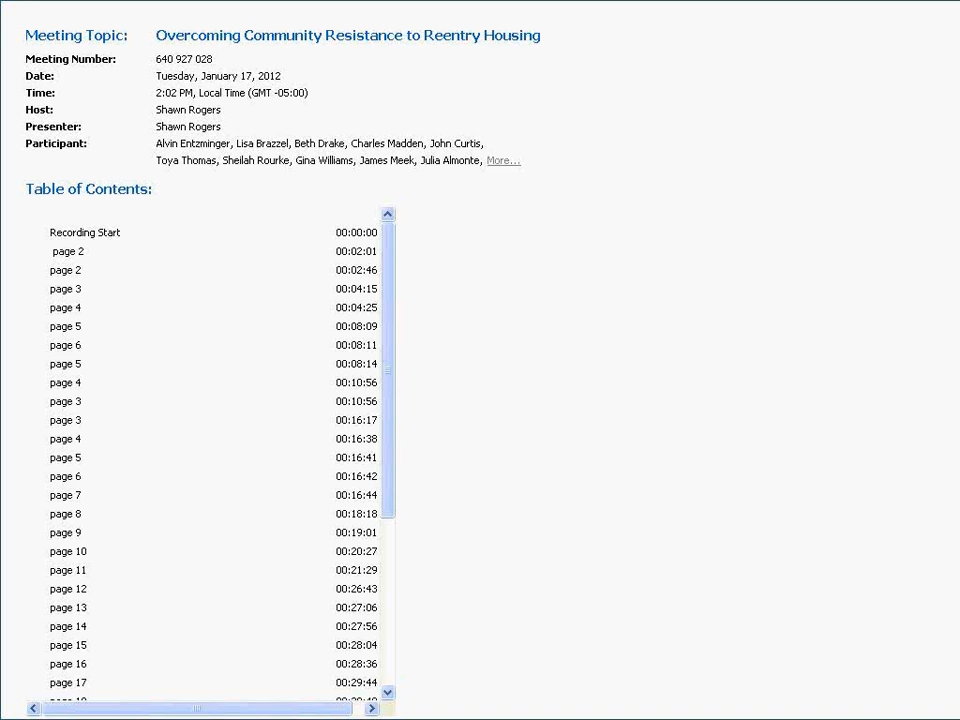 Meeting Topic: Overcoming Community Resistance to Reentry Housing
Meeting Number: 640 927 028
Date: Tuesday, January 17, 2012
Time: 2:02 PM, Local Time (GMT -05:00)
Host: Shawn Rogers
Presenter: Shawn Rogers
Participant: Alvin Entzminger, Lisa Brazzel, Beth Drake, Charles Madden, John Curtis,
Toya Thomas, Sheilah Rourke, Gina Williams, James Meek, Julia Almonte, More...
Table of Contents:
Recording Start 00:00:00
page 2 00:02:01
page 2 00:02:46
page 3 00:04:15
page 4 00:04:25
page 5 00:08:09
page 6 00:08:11
page 5 00:08:14
page 4 00:10:56
page 3 00:10:56
page 3 00:16:17
page 4 00:16:38
page 5 00:16:41
page 6 00:16:42
page 7 00:16:44
page 8 00:18:18
page 9 00:19:01
page 10 00:20:27
page 11 00:21:29
page 12 00:26:43
page 13 00:27:06
page 14 00:27:56
page 15 00:28:04
page 16 00:28:36
page 17 00:29:44